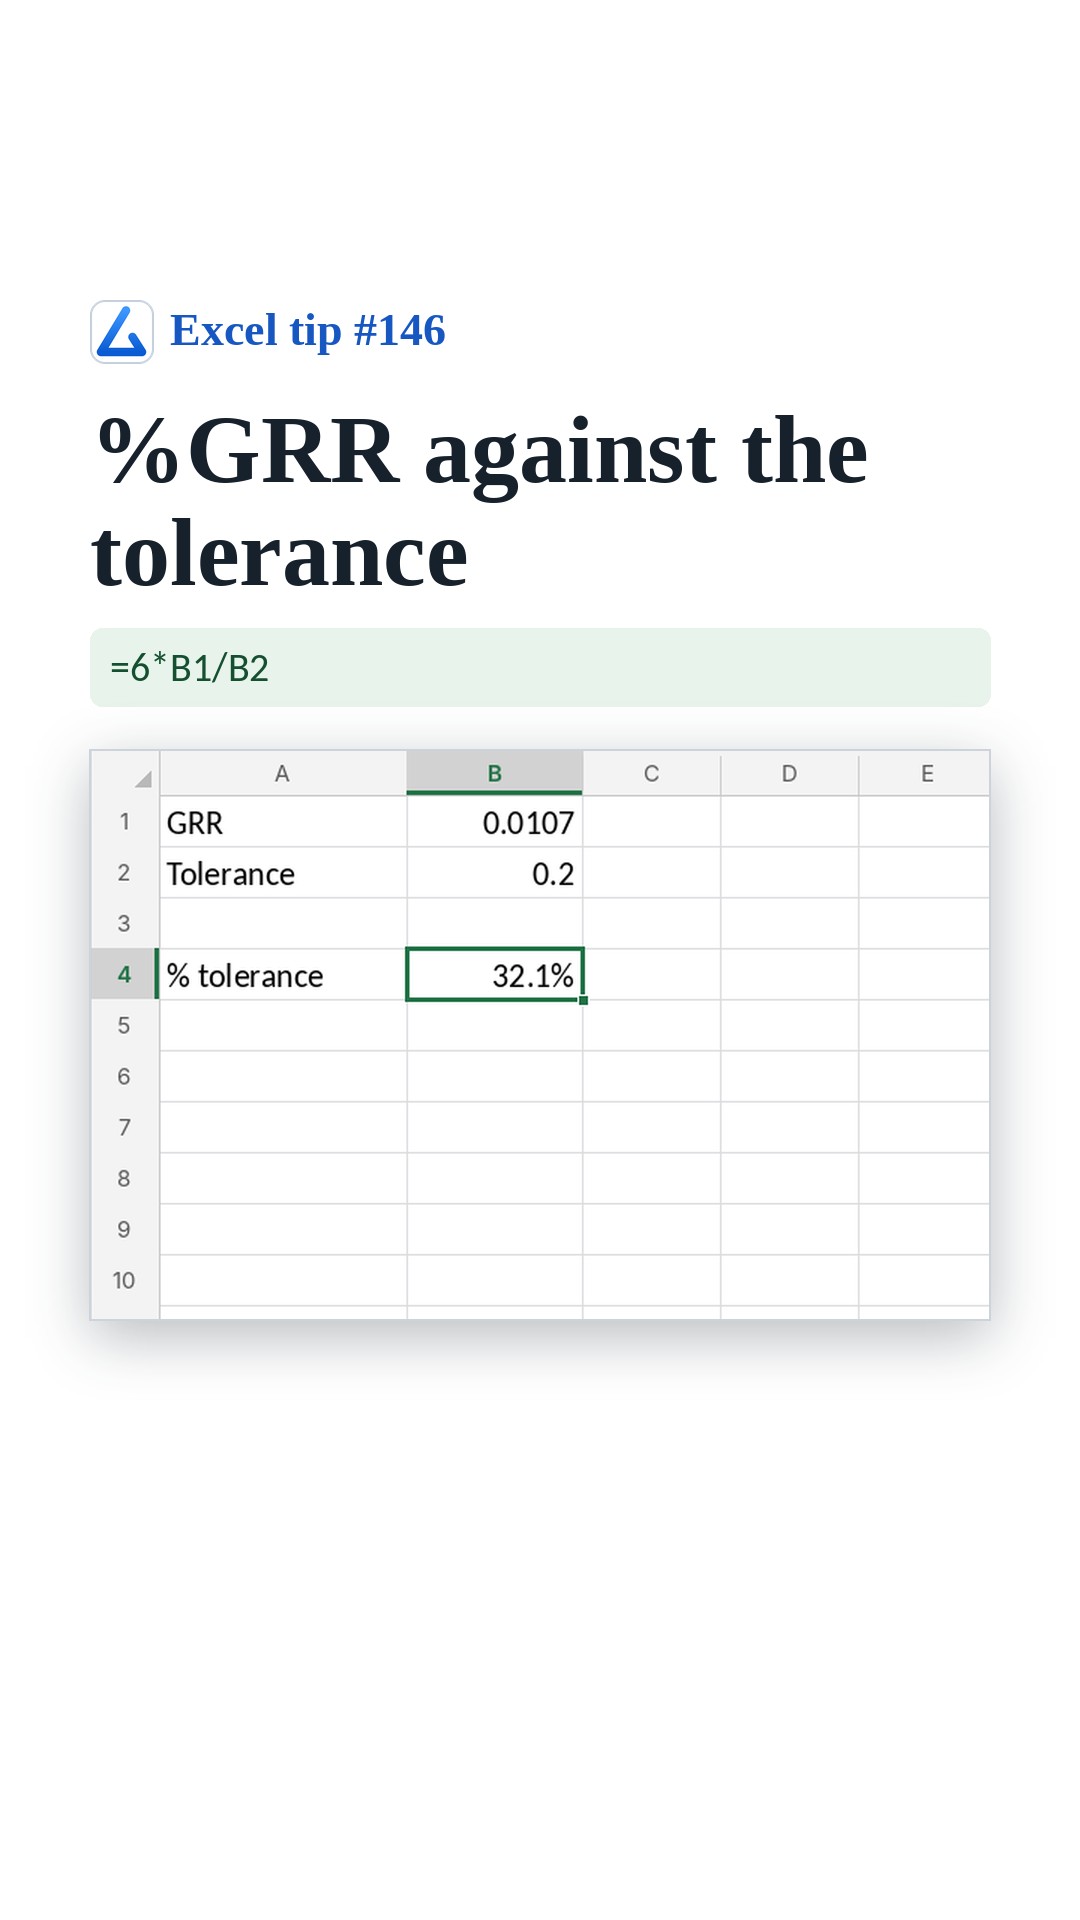 Excel tip #146
%GRR against the
tolerance
=6*B1/B2
A B C D E
1 GRR 0.0107
2 Tolerance 0.2
3
4 % tolerance 32.1%
5
6
7
8
9
10